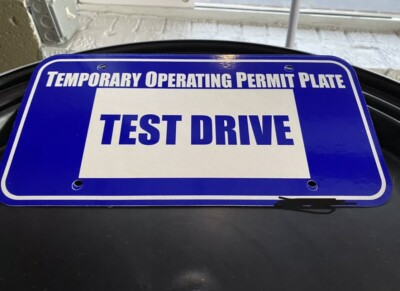 TEMPORARY OPERATING PERMIT PLATE
TEST DRIVE